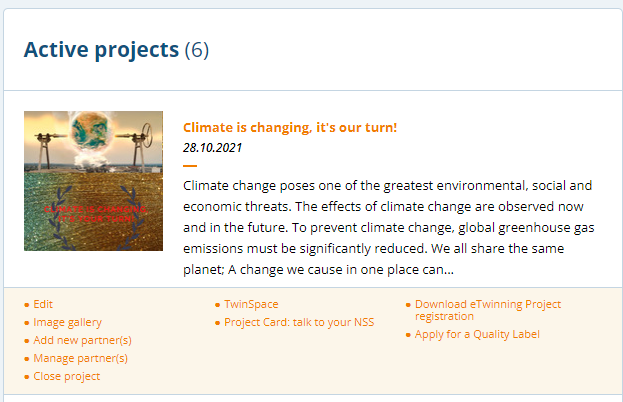 Active projects (6)
Climate is changing, it's our turn!
28.10.2021
Climate change poses one of the greatest environmental, social and
economic threats. The effects of climate change are observed now
and in the future. To prevent climate change, global greenhouse gas
emissions must be significantly reduced. We all share the same
planet; A change we cause in one place can...
Edit
Image gallery
Add new partner(s)
Manage partner(s)
Close project
TwinSpace
Project Card: talk to your NSS
Download eTwinning Project
registration
Apply for a Quality Label